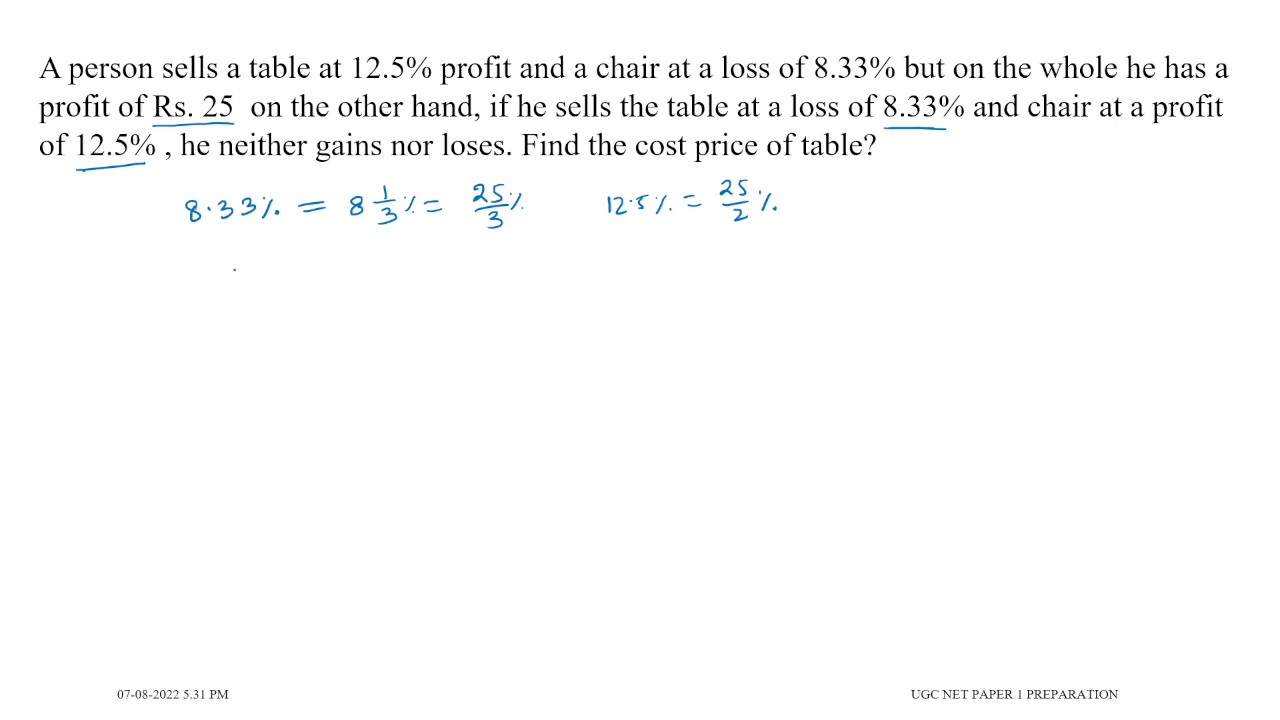 A person sells a table at 12.5% profit and a chair at a loss of 8.33% but on the whole he has a
profit of Rs. 25 on the other hand, if he sells the table at a loss of 8.33% and chair at a profit
of 12.5% , he neither gains nor loses. Find the cost price of table?
8.33% = 8 1/3 % = 25/3 % 12.5% = 25/2 %
07-08-2022 5.31 PM UGC NET PAPER 1 PREPARATION